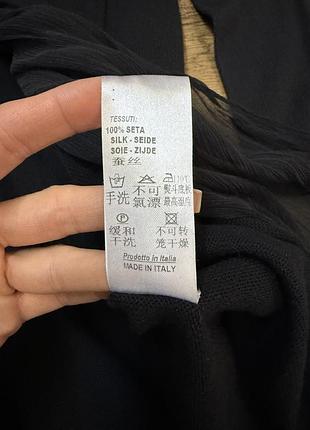 TESSUTI:
100% SETA
SILK - SEIDE
SOIE - ZIJDE
蚕丝
手洗 不可 熨斗底板
氯漂 最高温度
P
缓和 不可转
干洗 笼干燥
Prodotto in Italia
MADE IN ITALY